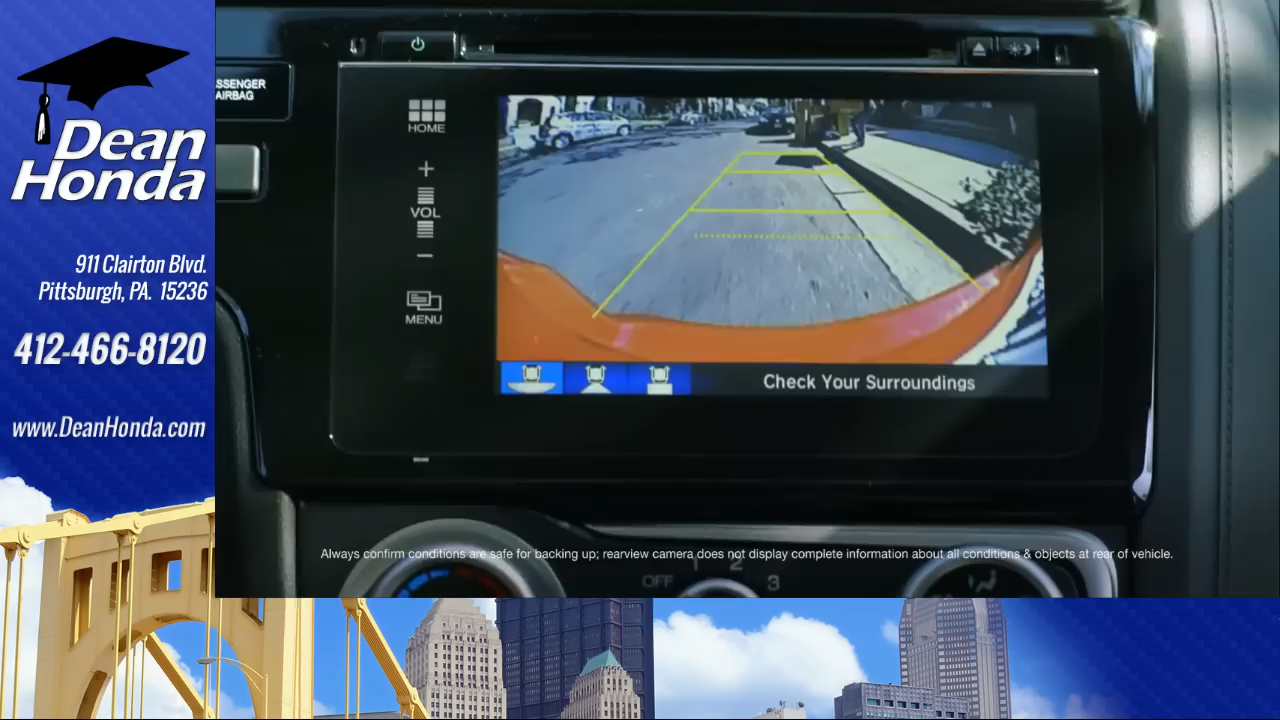 Dean
Honda
911 Clairton Blvd.
Pittsburgh, PA. 15236
412-466-8120
www.DeanHonda.com
AIRBAG
HOME
+
VOL
−
MENU
Check Your Surroundings
Always confirm conditions are safe for backing up; rearview camera does not display complete information about all conditions & objects at rear of vehicle.
OFF 1 2 3